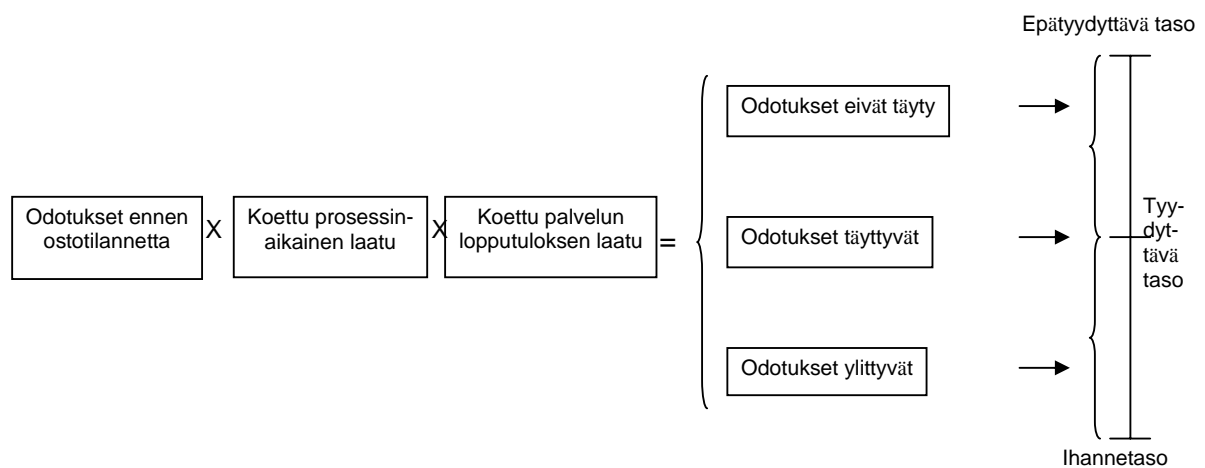 Epätyydyttävä taso
Odotukset eivät täyty
Odotukset ennen
ostotilannetta
X
Koettu prosessin-
aikainen laatu
X
Koettu palvelun
lopputuloksen laatu
=
Odotukset täyttyvät
Tyy-
dyt-
tävä
taso
Odotukset ylittyvät
Ihannetaso